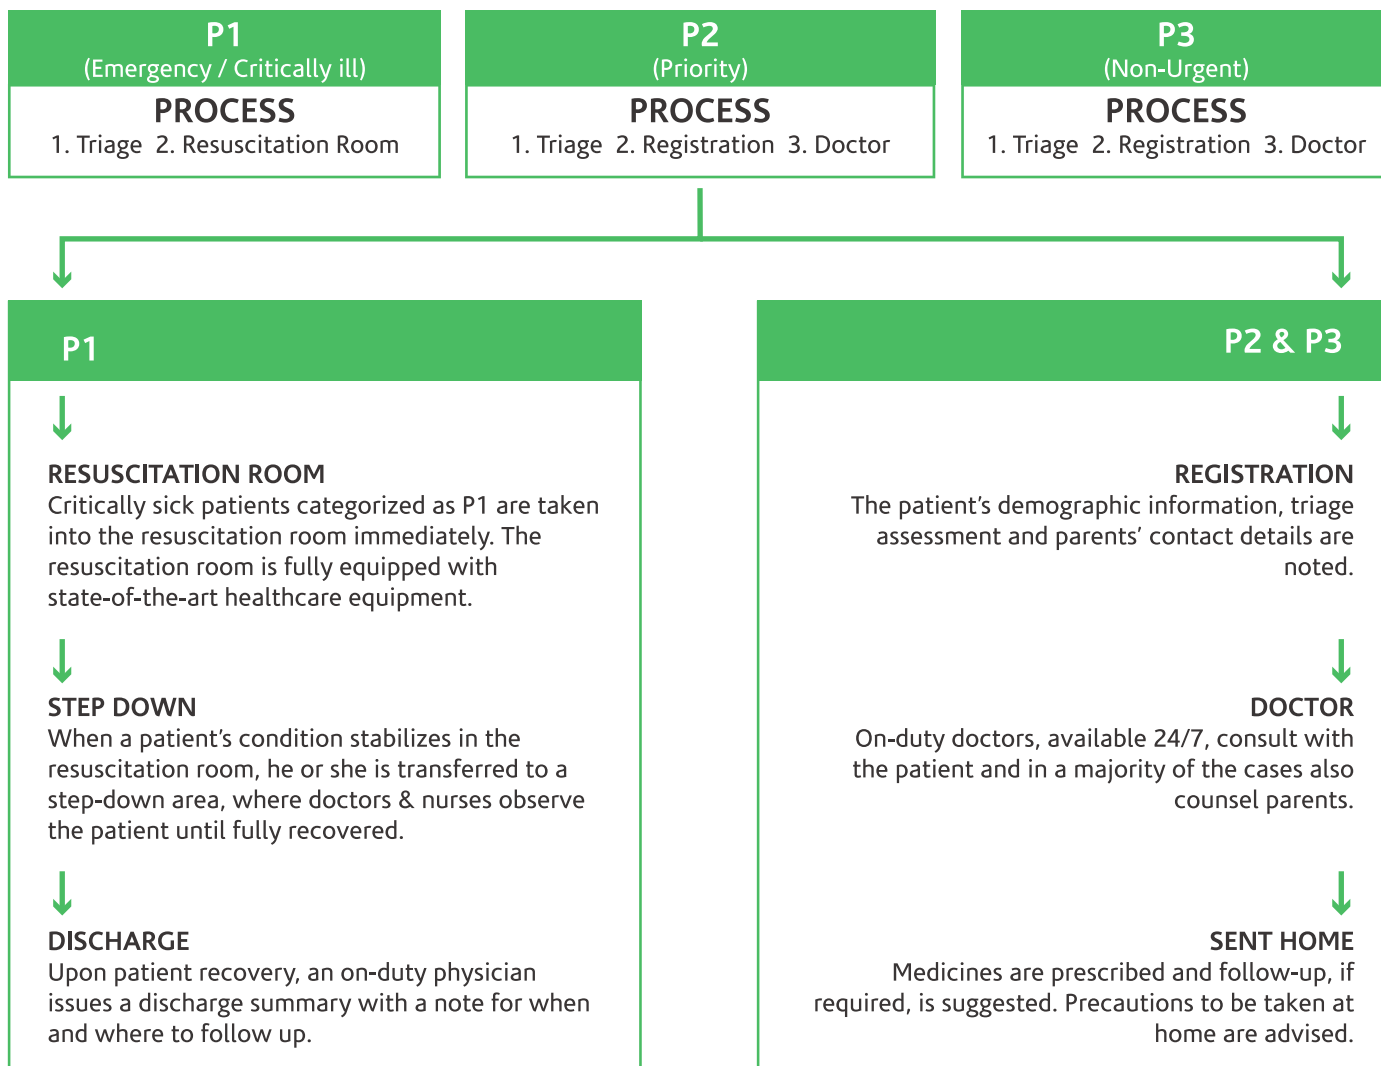 P1
(Emergency / Critically ill)
PROCESS
1. Triage 2. Resuscitation Room
P2
(Priority)
PROCESS
1. Triage 2. Registration 3. Doctor
P3
(Non-Urgent)
PROCESS
1. Triage 2. Registration 3. Doctor
P1
RESUSCITATION ROOM
Critically sick patients categorized as P1 are taken
into the resuscitation room immediately. The
resuscitation room is fully equipped with
state-of-the-art healthcare equipment.
STEP DOWN
When a patient’s condition stabilizes in the
resuscitation room, he or she is transferred to a
step-down area, where doctors & nurses observe
the patient until fully recovered.
DISCHARGE
Upon patient recovery, an on-duty physician
issues a discharge summary with a note for when
and where to follow up.
P2 & P3
REGISTRATION
The patient’s demographic information, triage
assessment and parents’ contact details are
noted.
DOCTOR
On-duty doctors, available 24/7, consult with
the patient and in a majority of the cases also
counsel parents.
SENT HOME
Medicines are prescribed and follow-up, if
required, is suggested. Precautions to be taken at
home are advised.